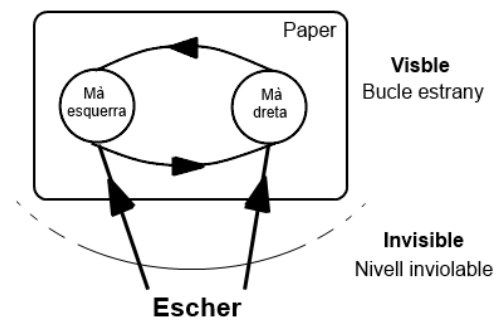 Paper
Visble
Bucle estrany
Mà
esquerra
Mà
dreta
Invisible
Nivell inviolable
Escher